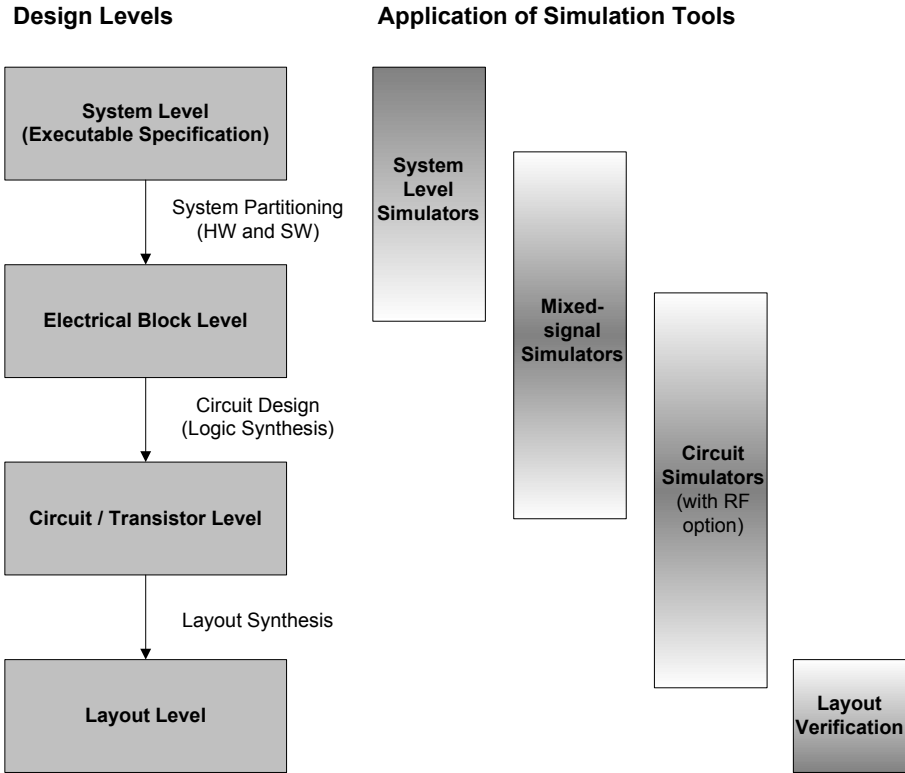 Design Levels
Application of Simulation Tools
System Level
(Executable Specification)
System Partitioning
(HW and SW)
Electrical Block Level
Circuit Design
(Logic Synthesis)
Circuit / Transistor Level
Layout Synthesis
Layout Level
System
Level
Simulators
Mixed-
signal
Simulators
Circuit
Simulators
(with RF
option)
Layout
Verification